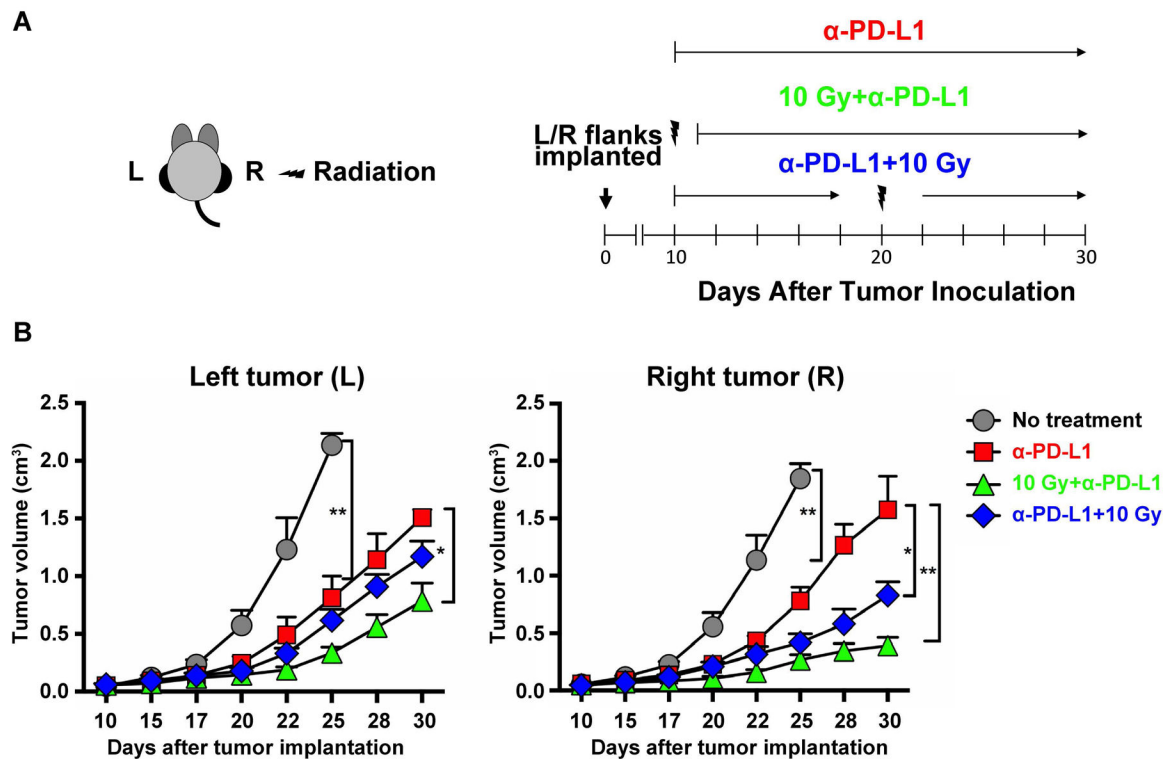 A
α-PD-L1
10 Gy+α-PD-L1
L/R flanks
implanted
α-PD-L1+10 Gy
L R Radiation
0 10 20 30
Days After Tumor Inoculation
B
Left tumor (L)
Tumor volume (cm³)
2.5
2.0
1.5
1.0
0.5
0.0
**
*
10 15 17 20 22 25 28 30
Days after tumor implantation
Right tumor (R)
Tumor volume (cm³)
2.5
2.0
1.5
1.0
0.5
0.0
**
*
**
10 15 17 20 22 25 28 30
Days after tumor implantation
No treatment
α-PD-L1
10 Gy+α-PD-L1
α-PD-L1+10 Gy